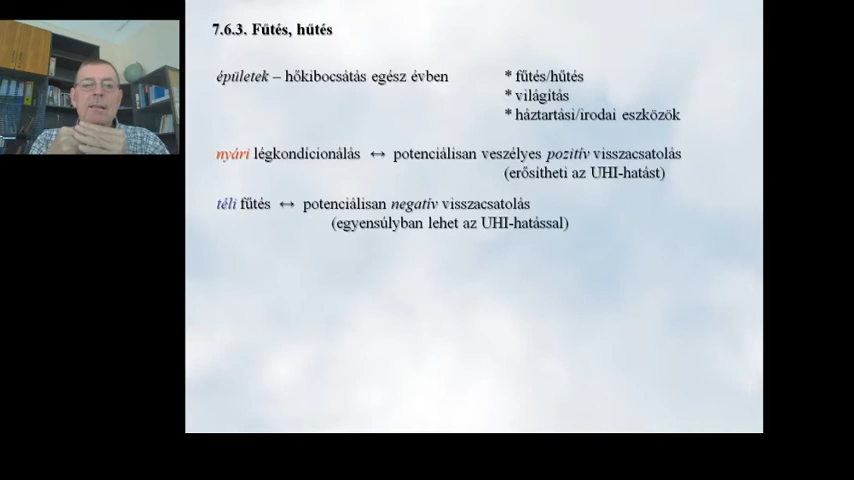 7.6.3. Fűtés, hűtés
épületek – hőkibocsátás egész évben
* fűtés/hűtés
* világítás
* háztartási/irodai eszközök
nyári légkondícionálás ↔ potenciálisan veszélyes pozitív visszacsatolás
(erősítheti az UHI-hatást)
téli fűtés ↔ potenciálisan negatív visszacsatolás
(egyensúlyban lehet az UHI-hatással)